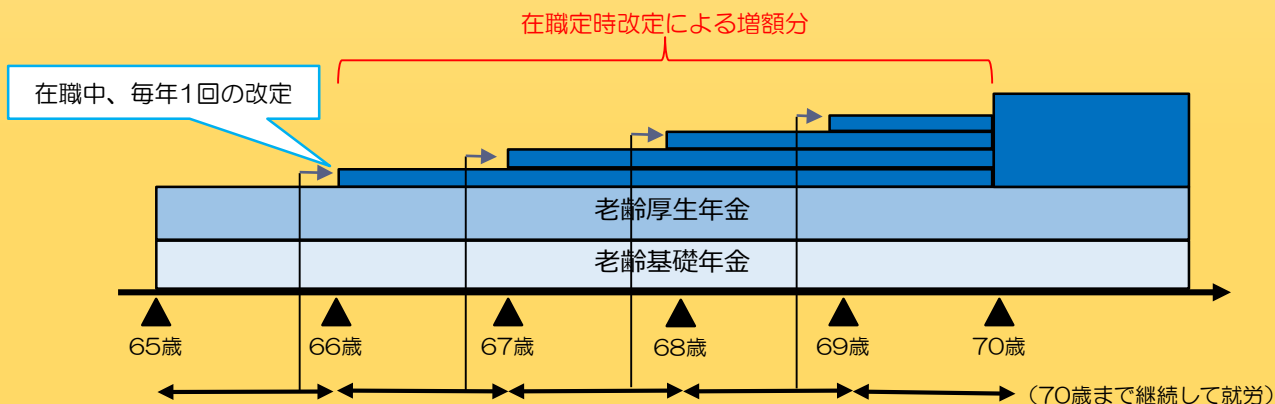 在職定時改定による増額分
在職中、毎年1回の改定
老齢厚生年金
老齢基礎年金
65歳
66歳
67歳
68歳
69歳
70歳
(70歳まで継続して就労)